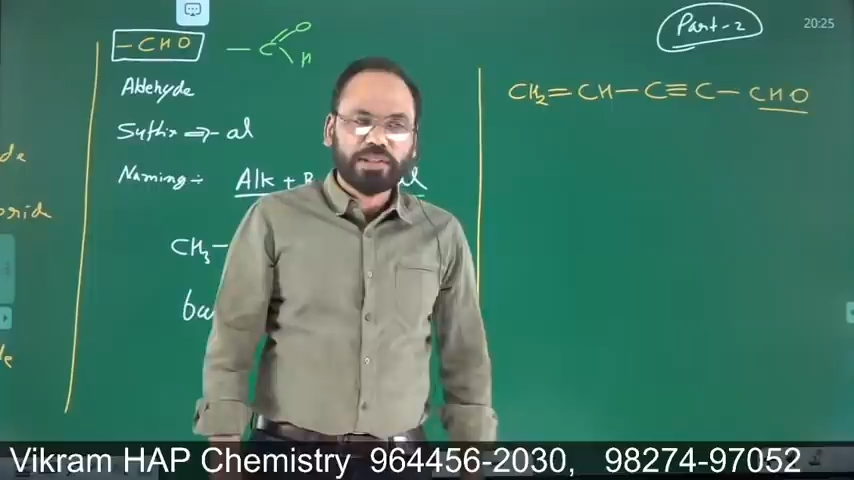 Part-2
20:25
-CHO
-C
O
H
Aldehyde
Suffix ⇒ - al
Naming :-
Alk +
al
CH3-
CH2=CH-C≡C-CHO
Vikram HAP Chemistry 964456-2030, 98274-97052